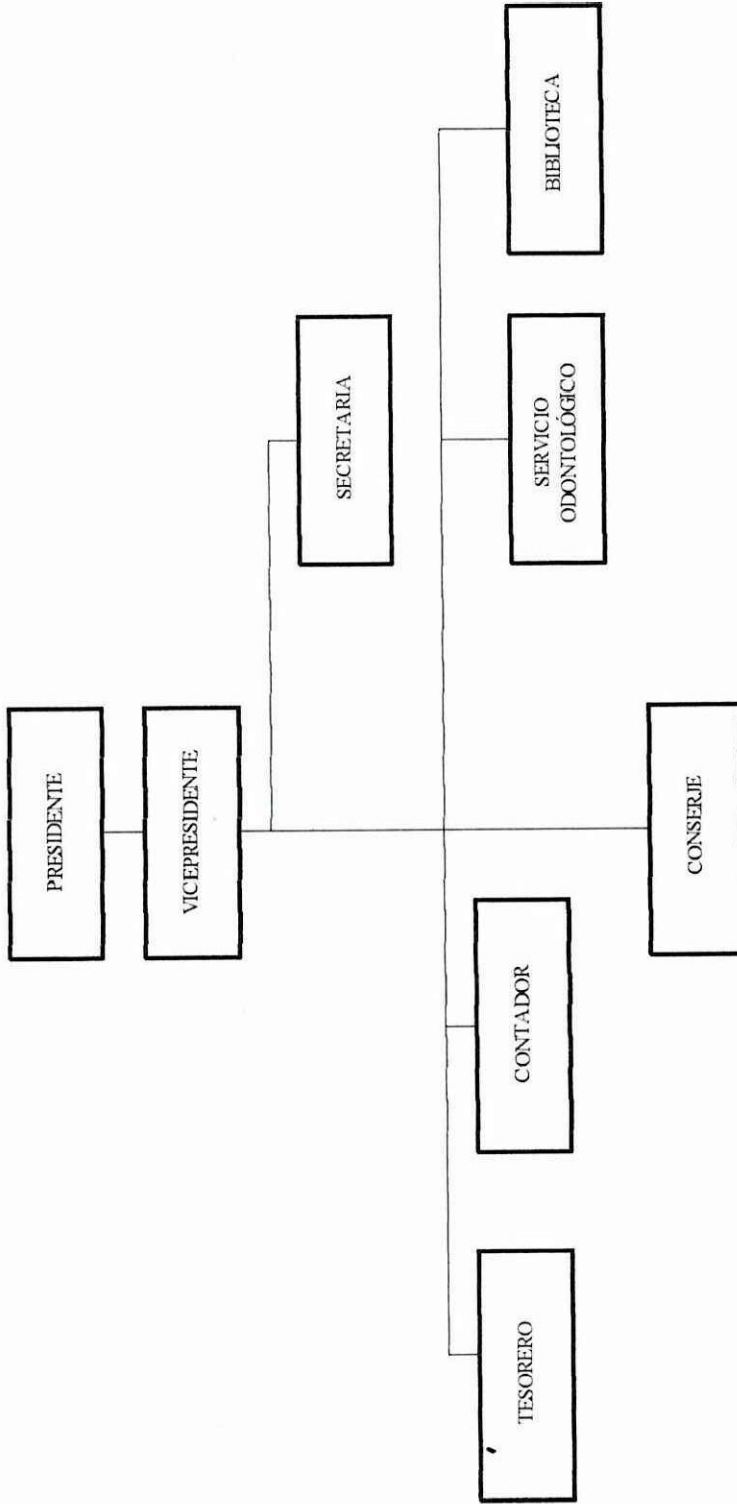 PRESIDENTE
VICEPRESIDENTE
SECRETARIA
TESORERO
CONTADOR
SERVICIO
ODONTOLÓGICO
BIBLIOTECA
CONSERJE